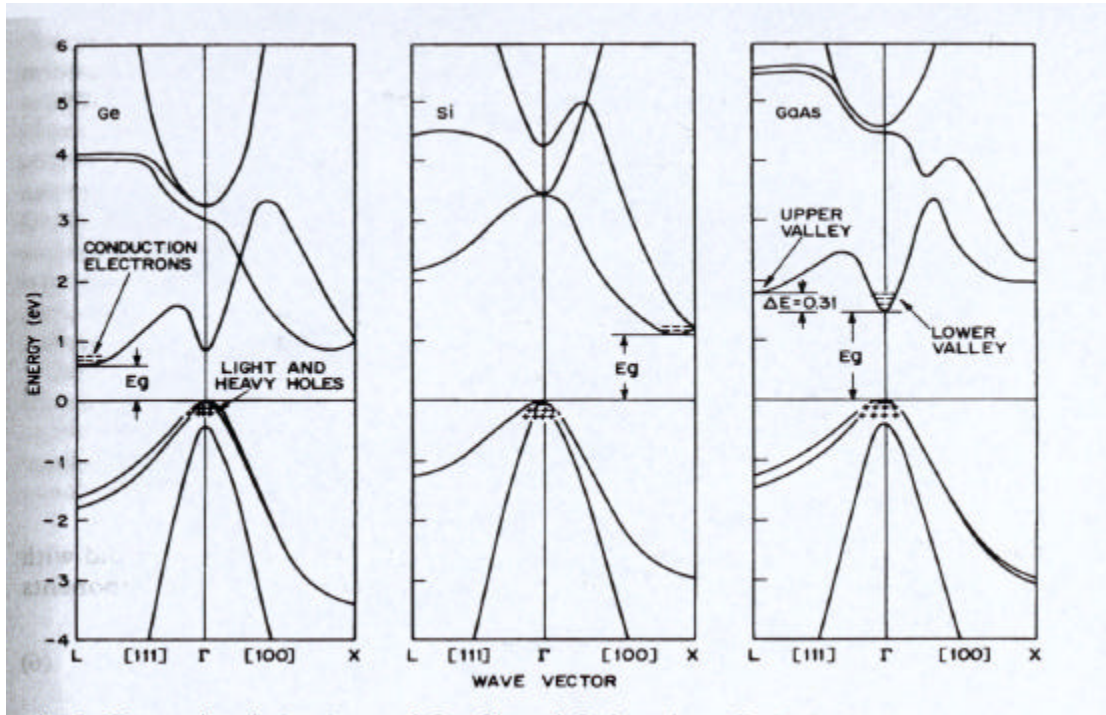 Ge
Si
GaAs
ENERGY (ev)
6
5
4
3
2
1
0
-1
-2
-3
-4
CONDUCTION
ELECTRONS
Eg
LIGHT AND
HEAVY HOLES
Eg
UPPER
VALLEY
ΔE=0.31
LOWER
VALLEY
Eg
L [111] Γ [100] X
L [111] Γ [100] X
L [111] Γ [100] X
WAVE VECTOR
(6)